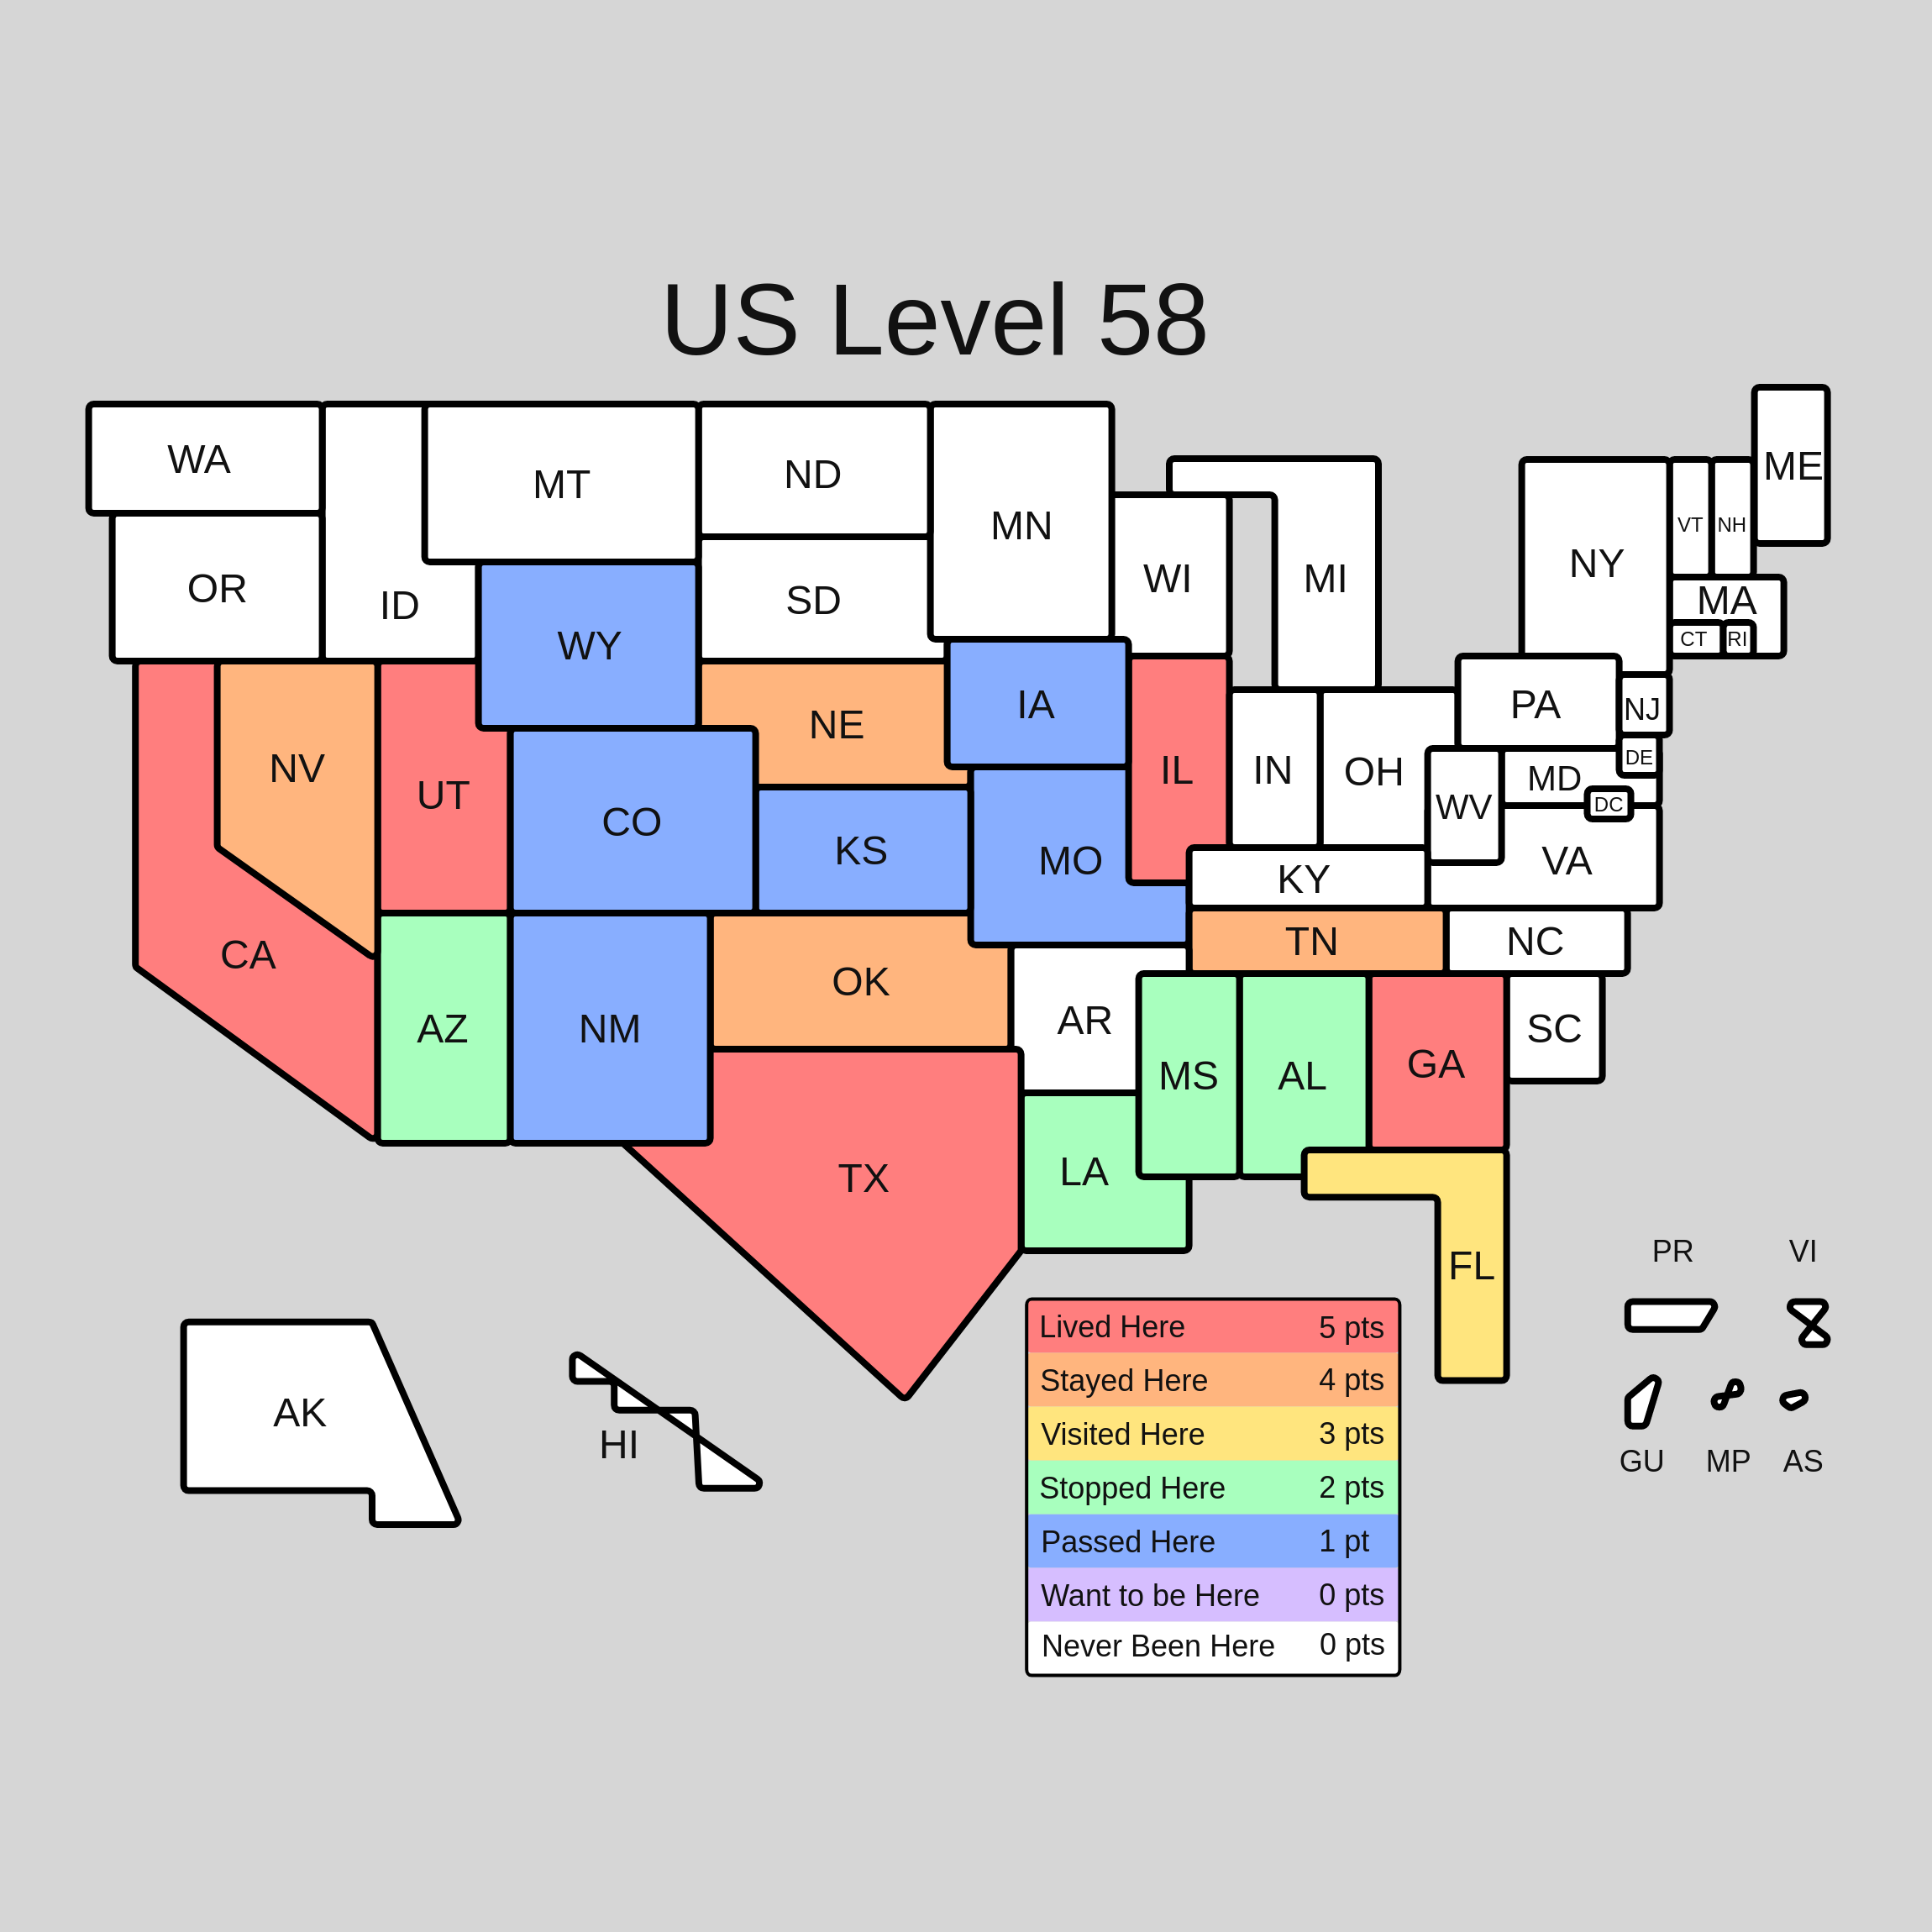 US Level 58
WA
OR
ID
MT
ND
SD
MN
WI
MI
NY
VT
NH
ME
MA
CT
RI
WY
NE
IA
IL
IN
OH
PA
NJ
DE
MD
DC
WV
VA
NV
UT
CO
KS
MO
KY
CA
AZ
NM
OK
AR
TN
NC
SC
MS
AL
GA
TX
LA
FL
AK
HI
PR
VI
GU
MP
AS
Lived Here 5 pts
Stayed Here 4 pts
Visited Here 3 pts
Stopped Here 2 pts
Passed Here 1 pt
Want to be Here 0 pts
Never Been Here 0 pts